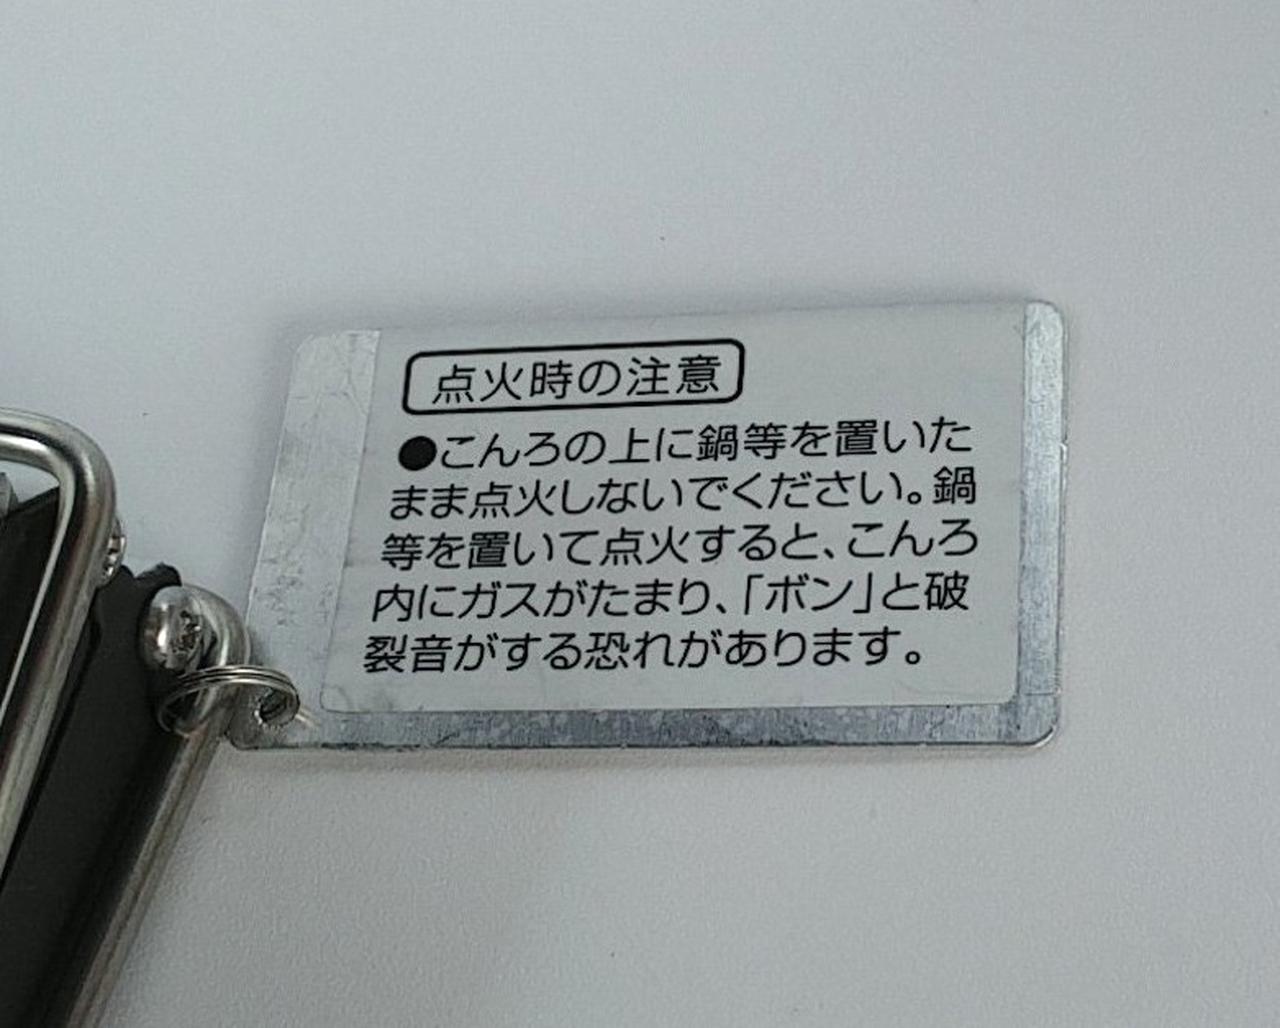 点火時の注意
●こんろの上に鍋等を置いた
まま点火しないでください。鍋
等を置いて点火すると、こんろ
内にガスがたまり、「ボン」と破
裂音がする恐れがあります。